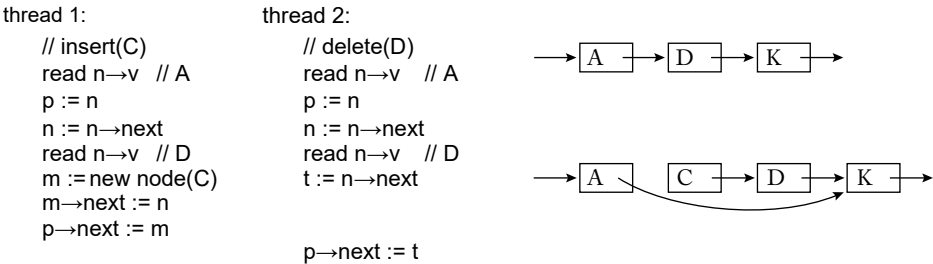 thread 1:
// insert(C)
read n→v // A
p := n
n := n→next
read n→v // D
m := new node(C)
m→next := n
p→next := m
thread 2:
// delete(D)
read n→v // A
p := n
n := n→next
read n→v // D
t := n→next
p→next := t
A D K
A C D K